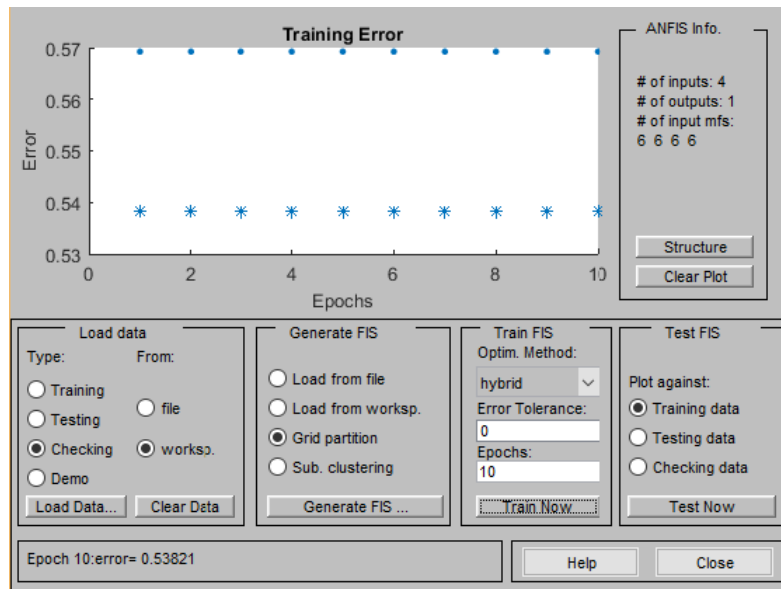 Training Error
0.57
0.56
0.55
0.54
0.53
Error
0 2 4 6 8 10
Epochs
ANFIS Info.
# of inputs: 4
# of outputs: 1
# of input mfs:
6 6 6 6
Structure
Clear Plot
Load data
Type: From:
Training
Testing
Checking
Demo
file
worksp.
Load Data... Clear Data
Generate FIS
Load from file
Load from worksp.
Grid partition
Sub. clustering
Generate FIS ...
Train FIS
Optim. Method:
hybrid
Error Tolerance:
0
Epochs:
10
Train Now
Test FIS
Plot against:
Training data
Testing data
Checking data
Test Now
Epoch 10:error= 0.53821
Help
Close